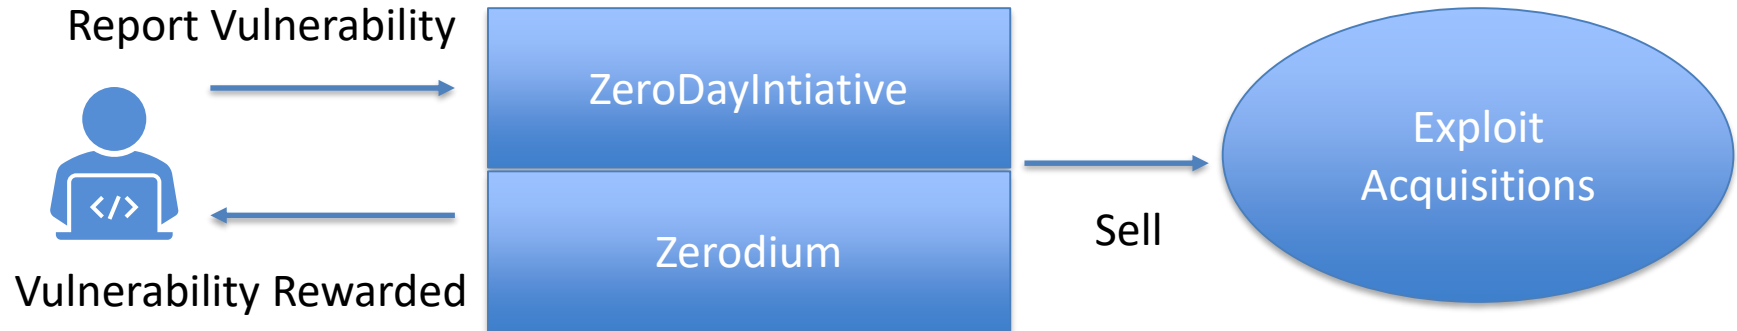 Report Vulnerability
ZeroDayIntiative
Exploit
Acquisitions
</>
Sell
Zerodium
Vulnerability Rewarded